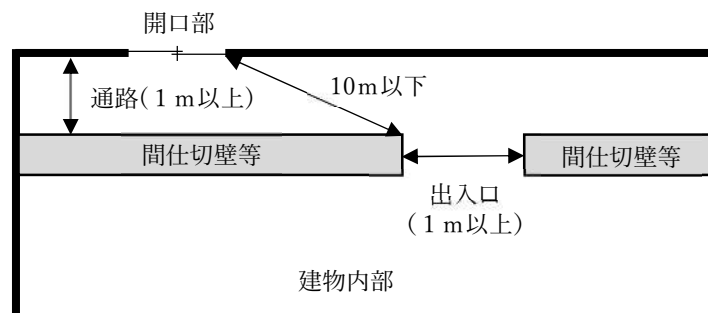 開口部
10m以下
通路(1m以上)
間仕切壁等
間仕切壁等
出入口
(1m以上)
建物内部